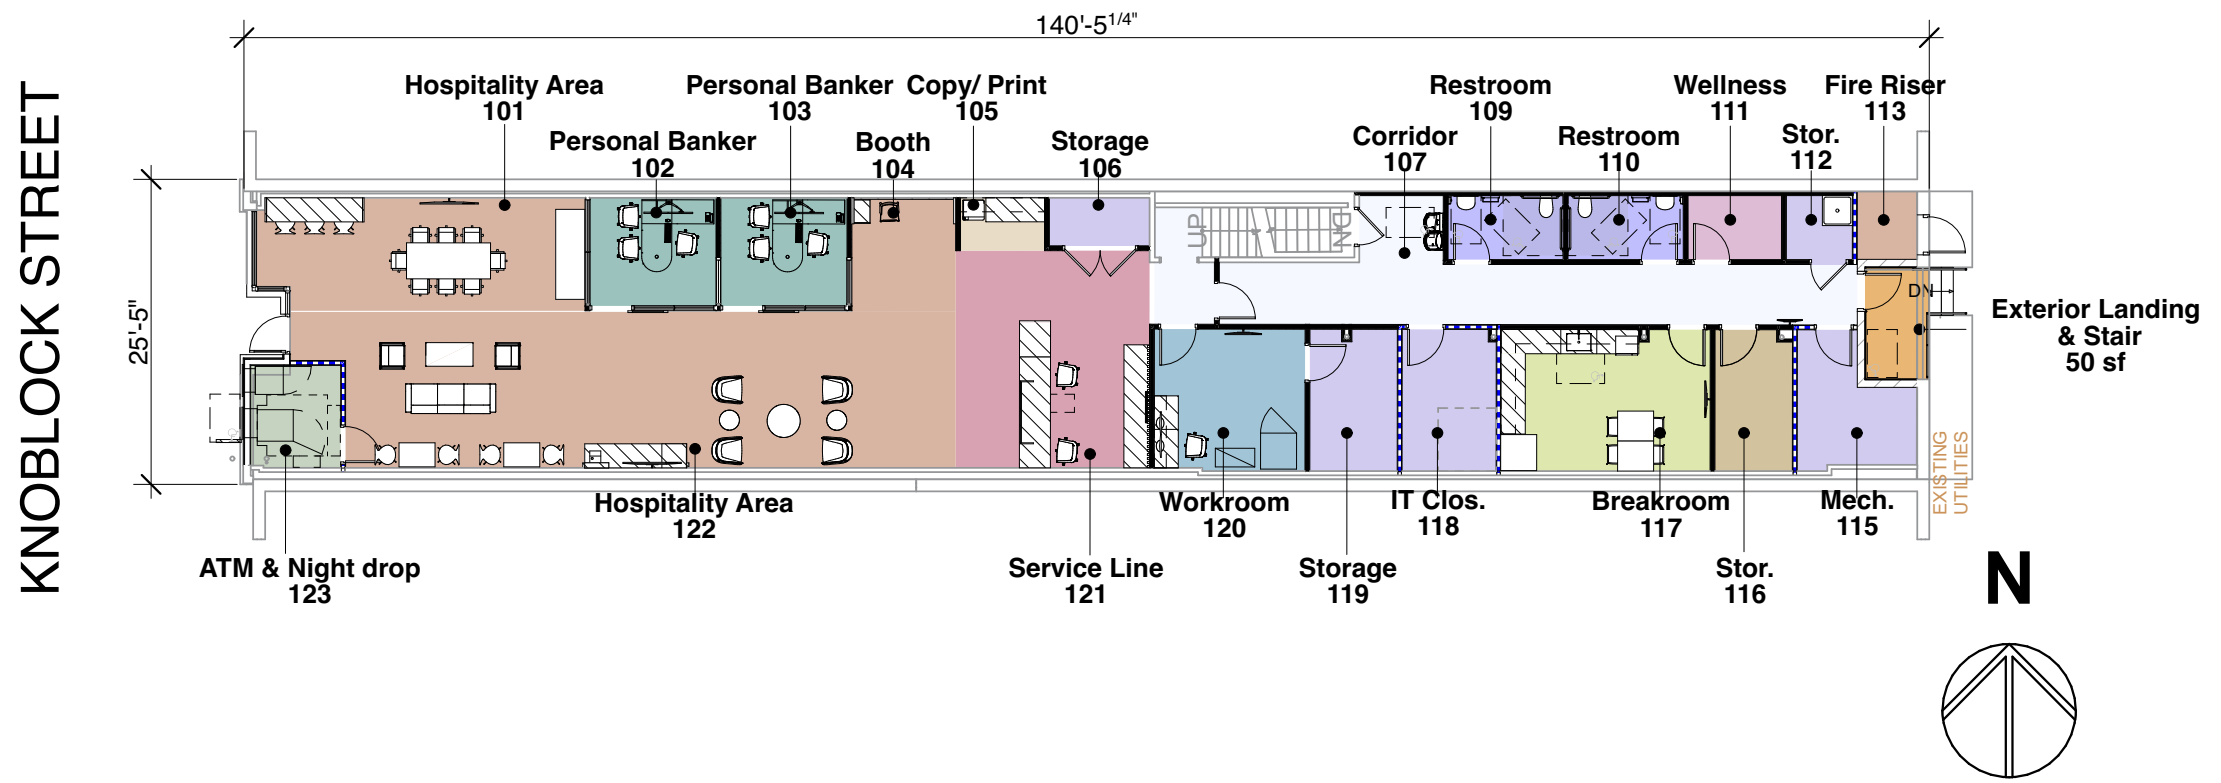 140'-5 1/4"
KNOBLOCK STREET
25'-5"
Hospitality Area
101
Personal Banker
103
Copy/ Print
105
Restroom
109
Wellness
111
Fire Riser
113
Personal Banker
102
Booth
104
Storage
106
Corridor
107
Restroom
110
Stor.
112
UP
DN
DN
Exterior Landing
& Stair
50 sf
EXISTING
UTILITIES
Hospitality Area
122
Workroom
120
IT Clos.
118
Breakroom
117
Mech.
115
ATM & Night drop
123
Service Line
121
Storage
119
Stor.
116
N